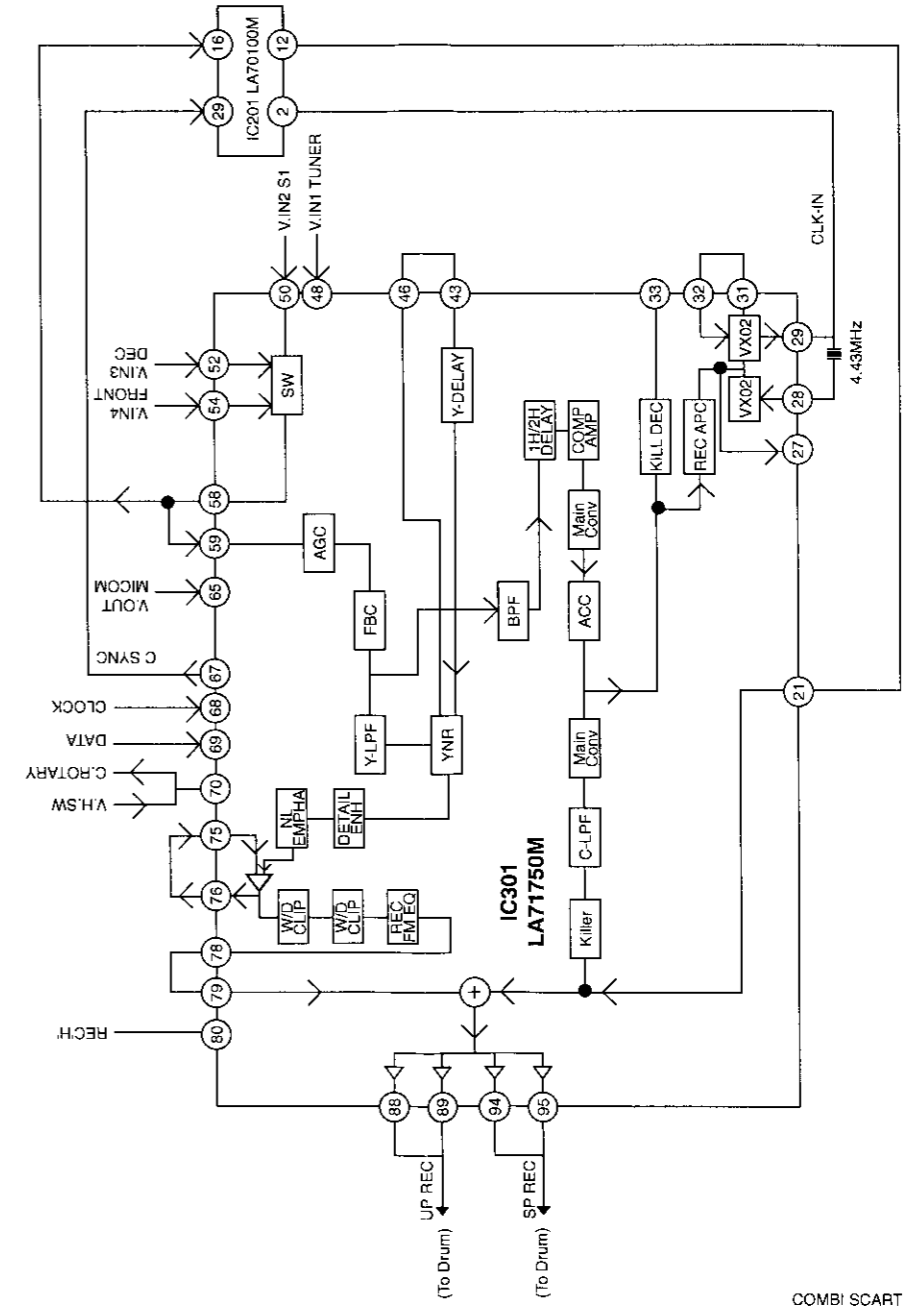 16
12
29
2
IC201 LA70100M
V.IN2 S1
V.IN1 TUNER
CLK-IN
4.43MHz
50
48
46
43
33
32
31
52
V.IN3
DEC
54
V.IN4
FRONT
58
59
65
V.OUT
MICOM
67
C SYNC
68
CLOCK
69
DATA
70
C.ROTARY
V.H.SW
75
76
78
79
80
REC'H'
SW
Y-DELAY
AGC
FBC
Y-LPF
YNR
DETAIL
ENH
NL
EMPHA
W/D
CLIP
W/D
CLIP
REC
FM EQ
1H/2H
DELAY
COMP
AMP
Main
Conv
BPF
ACC
Main
Conv
C-LPF
Killer
KILL DEC
REC APC
VX02
VX02
29
28
27
21
IC301
LA71750M
+
88
89
94
95
UP REC
(To Drum)
SP REC
(To Drum)
COMBI SCART